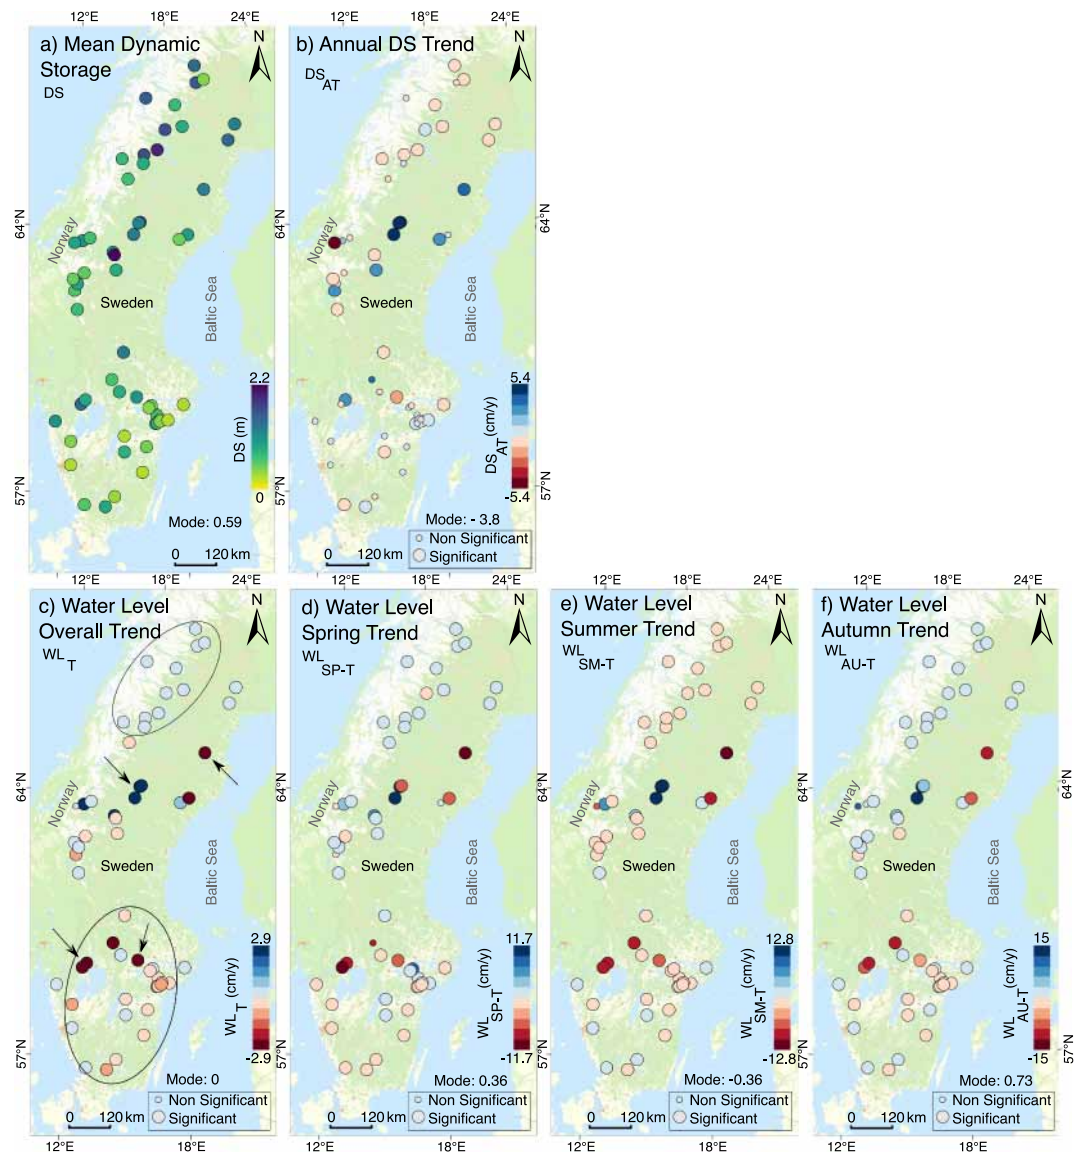 12°E 18°E 24°E 12°E 18°E 24°E
a) Mean Dynamic
Storage
DS
N
b) Annual DS Trend
DS AT
N
64°N
Norway
Sweden
Baltic Sea
Norway
Sweden
Baltic Sea
64°N
2.2
DS (m)
0
5.4
DS AT (cm/y)
-5.4
57°N
57°N
57°N
Mode: 0.59
0 120 km
Mode: - 3.8
Non Significant
Significant
0 120 km
12°E 18°E 24°E 12°E 18°E 24°E 12°E 18°E 24°E 12°E 18°E 24°E
c) Water Level
Overall Trend
WL T
N
d) Water Level
Spring Trend
WL SP-T
N
e) Water Level
Summer Trend
WL SM-T
N
f) Water Level
Autumn Trend
WL AU-T
N
64°N
Norway
Sweden
Baltic Sea
Norway
Sweden
Baltic Sea
Norway
Sweden
Baltic Sea
Norway
Sweden
Baltic Sea
64°N
2.9
WL T (cm/y)
-2.9
11.7
WL SP-T (cm/y)
-11.7
12.8
WL SM-T (cm/y)
-12.8
15
WL AU-T (cm/y)
-15
57°N
57°N
Mode: 0
Non Significant
Significant
0 120 km
Mode: 0.36
Non Significant
Significant
0 120 km
Mode: -0.36
Non Significant
Significant
0 120 km
Mode: 0.73
Non Significant
Significant
0 120 km
12°E 18°E 12°E 18°E 12°E 18°E 12°E 18°E